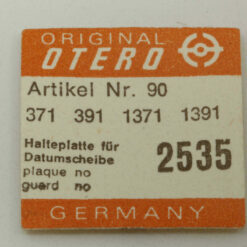 ORIGINAL
OTERO
Artikel Nr. 90
371 391 1371 1391
Halteplatte für
Datumscheibe
plaque no
guard no
2535
GERMANY